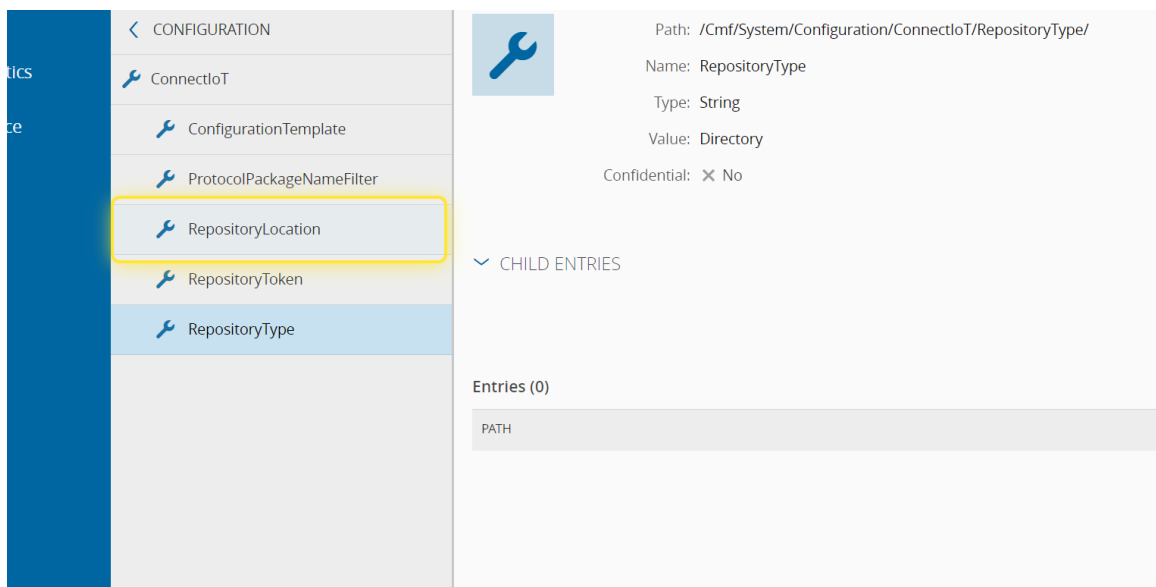 tics
ce
CONFIGURATION
ConnectIoT
ConfigurationTemplate
ProtocolPackageNameFilter
RepositoryLocation
RepositoryToken
RepositoryType
Path: /Cmf/System/Configuration/ConnectIoT/RepositoryType/
Name: RepositoryType
Type: String
Value: Directory
Confidential: No
CHILD ENTRIES
Entries (0)
PATH